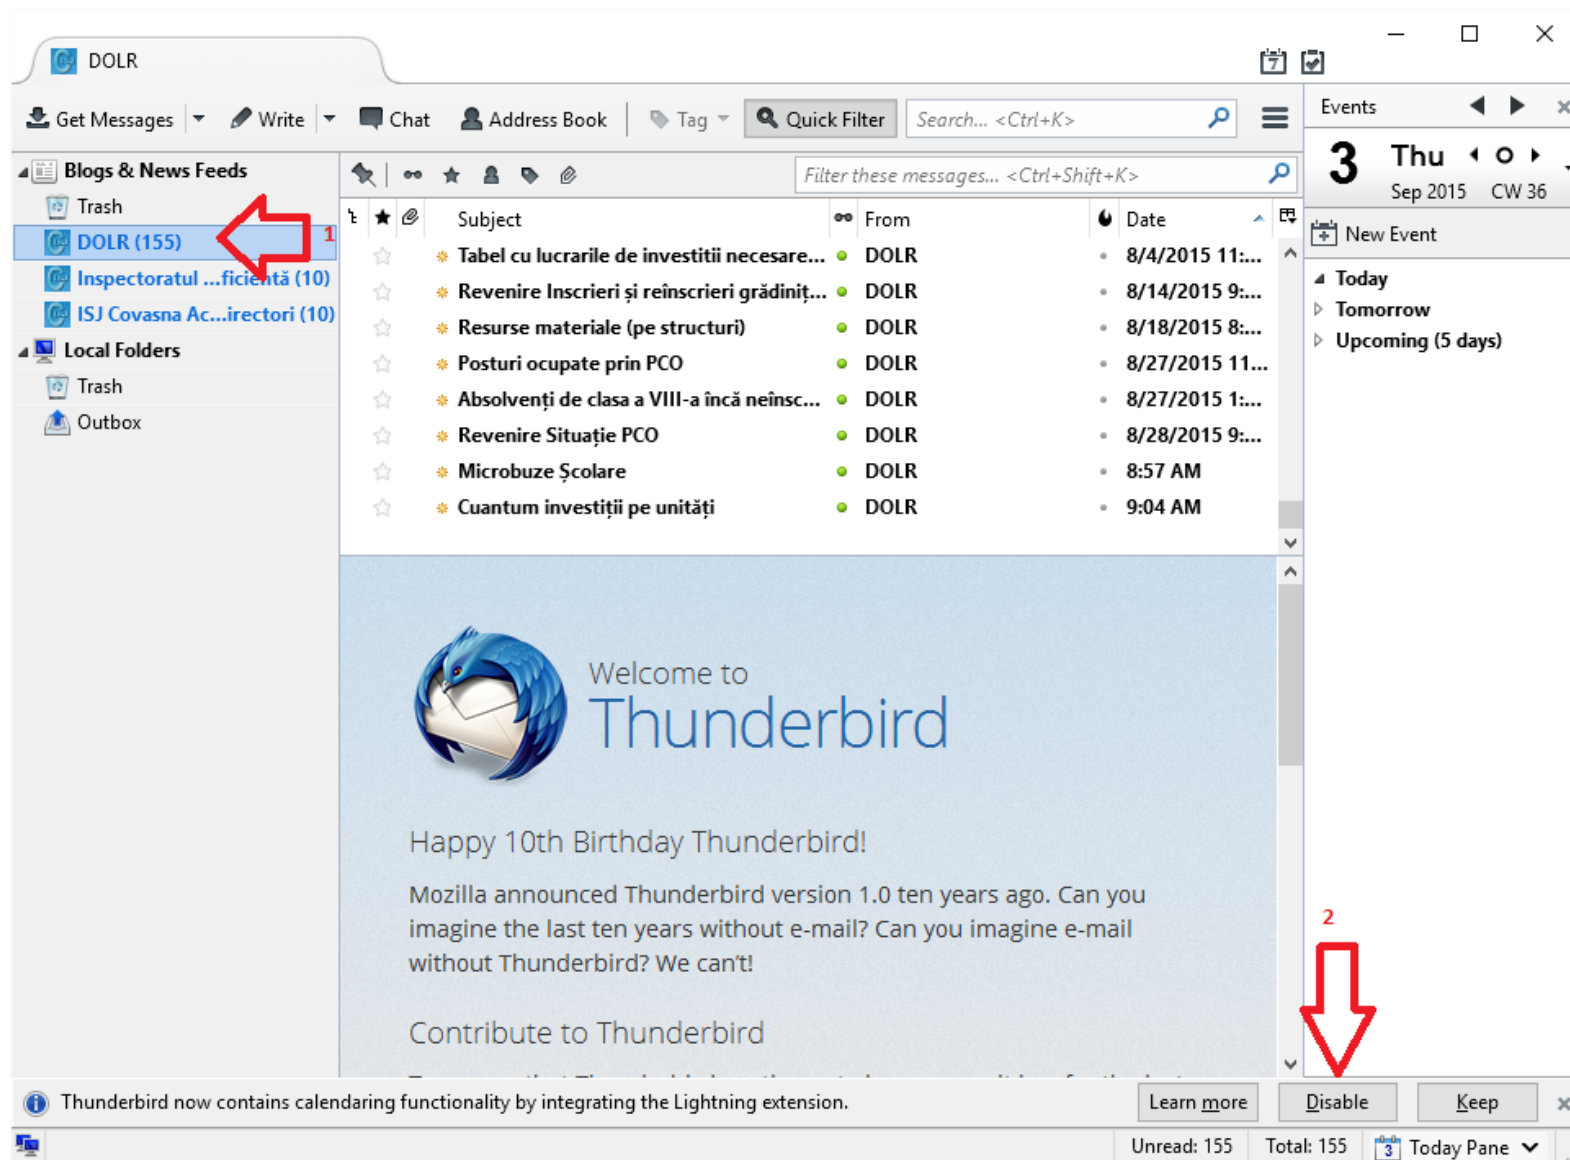 DOLR
7
Get Messages Write Chat Address Book Tag Quick Filter Search... <Ctrl+K>
Events
3 Thu
Sep 2015 CW 36
New Event
Today
Tomorrow
Upcoming (5 days)
Blogs & News Feeds
Trash
DOLR (155) 1
Inspectoratul ...ficientă (10)
ISJ Covasna Ac...irectori (10)
Local Folders
Trash
Outbox
Filter these messages... <Ctrl+Shift+K>
Subject From Date
Tabel cu lucrarile de investitii necesare... DOLR 8/4/2015 11:...
Revenire Inscrieri și reînscrieri grădiniț... DOLR 8/14/2015 9:...
Resurse materiale (pe structuri) DOLR 8/18/2015 8:...
Posturi ocupate prin PCO DOLR 8/27/2015 11...
Absolvenți de clasa a VIII-a încă neînsc... DOLR 8/27/2015 1:...
Revenire Situație PCO DOLR 8/28/2015 9:...
Microbuze Școlare DOLR 8:57 AM
Cuantum investiții pe unități DOLR 9:04 AM
Welcome to
Thunderbird
Happy 10th Birthday Thunderbird!
Mozilla announced Thunderbird version 1.0 ten years ago. Can you
imagine the last ten years without e-mail? Can you imagine e-mail
without Thunderbird? We can't!
Contribute to Thunderbird
2
Thunderbird now contains calendaring functionality by integrating the Lightning extension. Learn more Disable Keep
Unread: 155 Total: 155 3 Today Pane